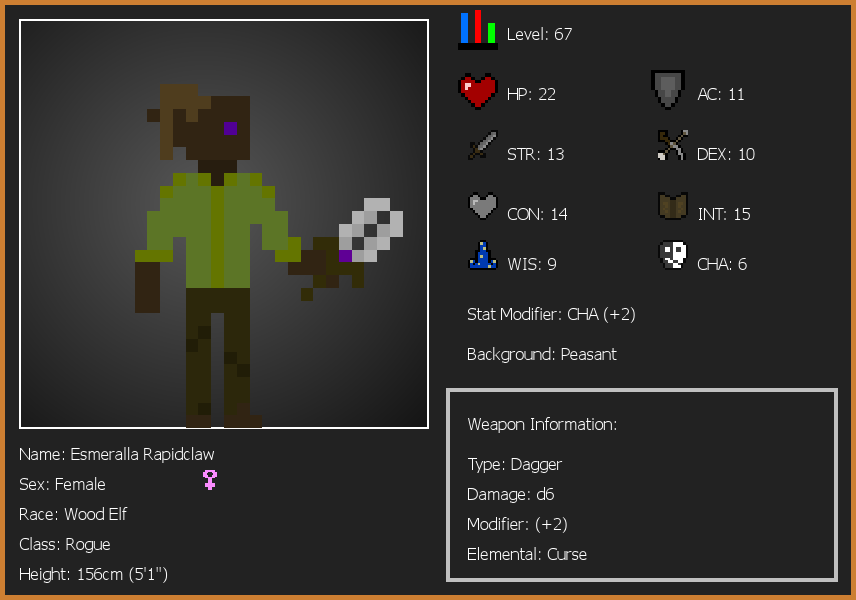 Level: 67
HP: 22
AC: 11
STR: 13
DEX: 10
CON: 14
INT: 15
WIS: 9
CHA: 6
Stat Modifier: CHA (+2)
Background: Peasant
Weapon Information:
Type: Dagger
Damage: d6
Modifier: (+2)
Elemental: Curse
Name: Esmeralla Rapidclaw
Sex: Female
Race: Wood Elf
Class: Rogue
Height: 156cm (5'1")